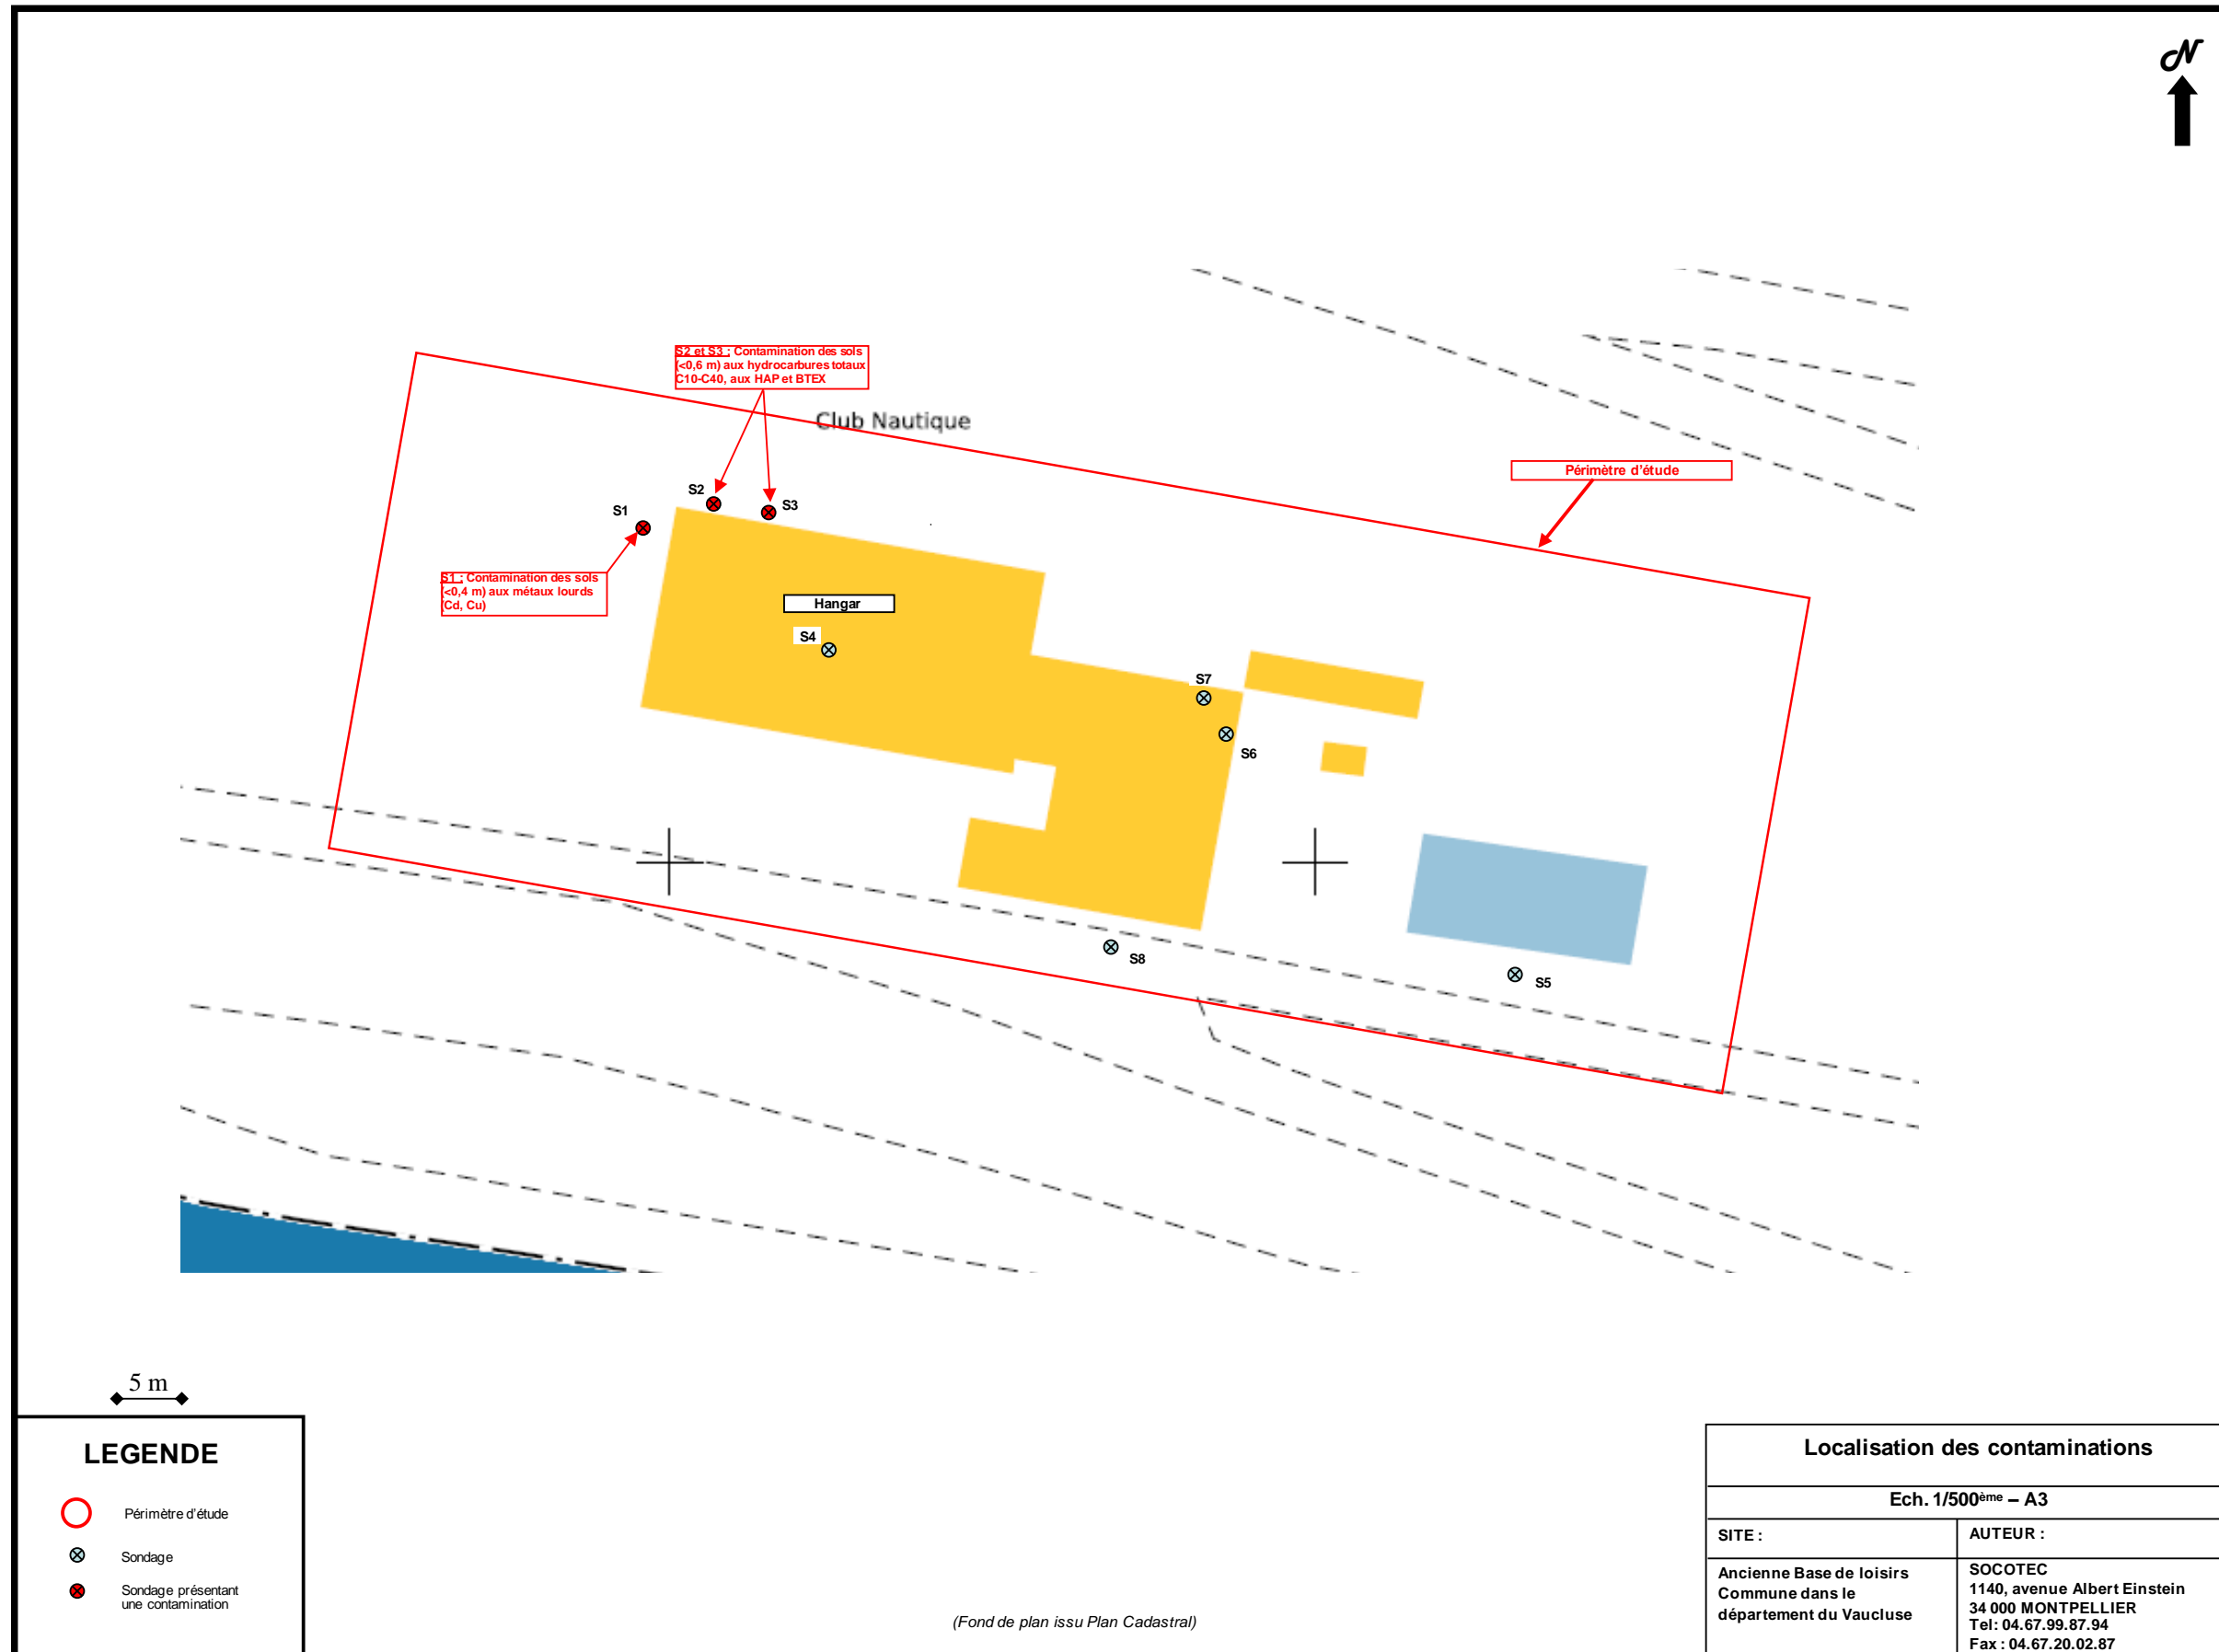 N
S2 et S3 : Contamination des sols
(<0,6 m) aux hydrocarbures totaux
C10-C40, aux HAP et BTEX
Club Nautique
Périmètre d'étude
S2
S3
S1
S1 : Contamination des sols
(<0,4 m) aux métaux lourds
(Cd, Cu)
Hangar
S4
S7
S6
S8
S5
5 m
LEGENDE
Périmètre d'étude
Sondage
Sondage présentant
une contamination
(Fond de plan issu Plan Cadastral)
Localisation des contaminations
Ech. 1/500ème – A3
SITE :
AUTEUR :
Ancienne Base de loisirs
Commune dans le
département du Vaucluse
SOCOTEC
1140, avenue Albert Einstein
34 000 MONTPELLIER
Tel: 04.67.99.87.94
Fax : 04.67.20.02.87